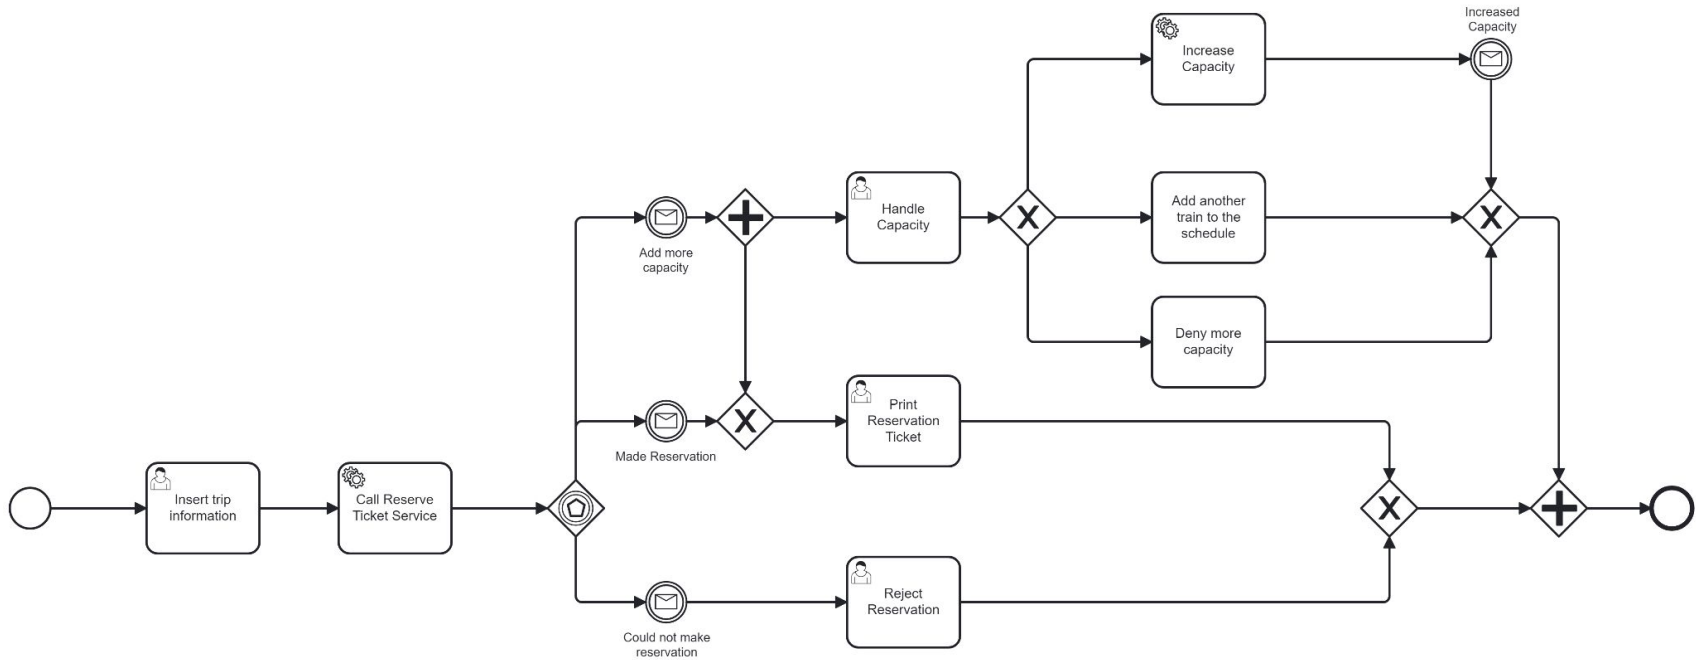 Increased
Capacity
Increase
Capacity
Add more
capacity
Handle
Capacity
Add another
train to the
schedule
Deny more
capacity
Made Reservation
Print
Reservation
Ticket
Insert trip
information
Call Reserve
Ticket Service
Could not make
reservation
Reject
Reservation